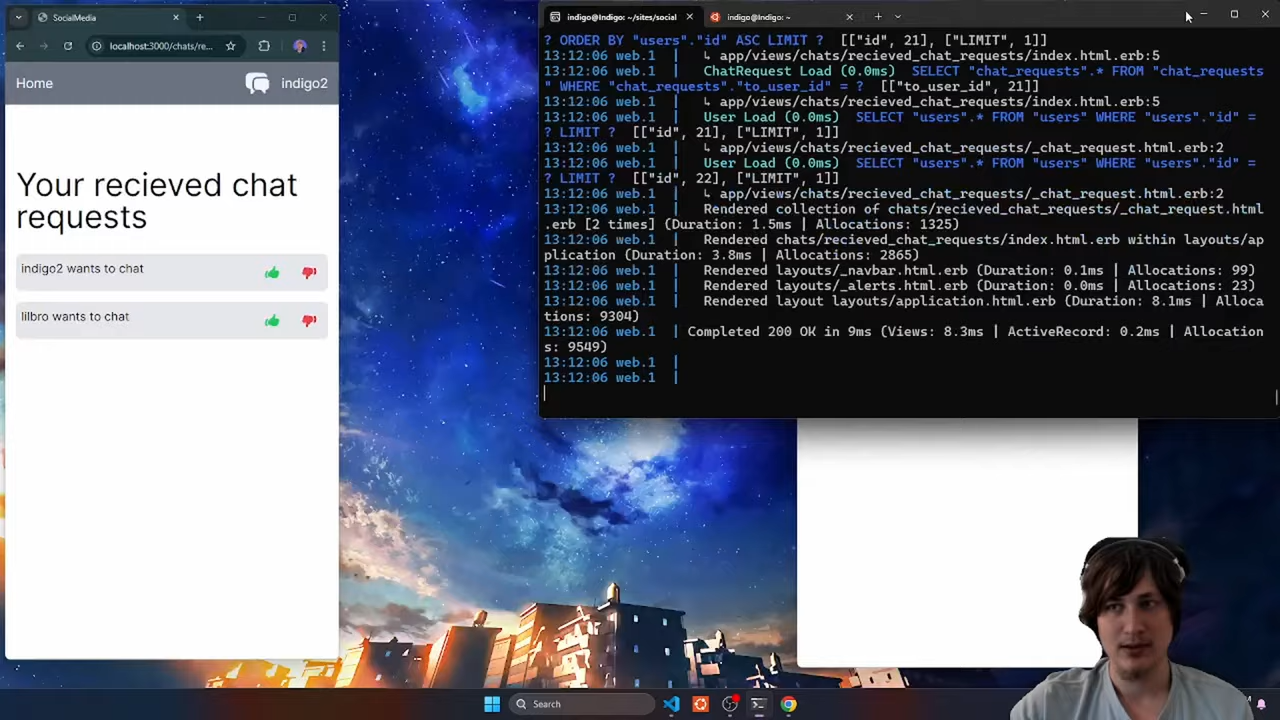 SocialMedia
localhost:3000/chats/re...
Home
indigo2
Your recieved chat
requests
indigo2 wants to chat
lilbro wants to chat
indigo@Indigo: ~/sites/social
indigo@Indigo: ~
? ORDER BY "users"."id" ASC LIMIT ?  [["id", 21], ["LIMIT", 1]]
13:12:06 web.1  |   ↳ app/views/chats/recieved_chat_requests/index.html.erb:5
13:12:06 web.1  |   ChatRequest Load (0.0ms)  SELECT "chat_requests".* FROM "chat_requests
" WHERE "chat_requests"."to_user_id" = ?  [["to_user_id", 21]]
13:12:06 web.1  |   ↳ app/views/chats/recieved_chat_requests/index.html.erb:5
13:12:06 web.1  |   User Load (0.0ms)  SELECT "users".* FROM "users" WHERE "users"."id" =
? LIMIT ?  [["id", 21], ["LIMIT", 1]]
13:12:06 web.1  |   ↳ app/views/chats/recieved_chat_requests/_chat_request.html.erb:2
13:12:06 web.1  |   User Load (0.0ms)  SELECT "users".* FROM "users" WHERE "users"."id" =
? LIMIT ?  [["id", 22], ["LIMIT", 1]]
13:12:06 web.1  |   ↳ app/views/chats/recieved_chat_requests/_chat_request.html.erb:2
13:12:06 web.1  |   Rendered collection of chats/recieved_chat_requests/_chat_request.html
.erb [2 times] (Duration: 1.5ms | Allocations: 1325)
13:12:06 web.1  |   Rendered chats/recieved_chat_requests/index.html.erb within layouts/ap
plication (Duration: 3.8ms | Allocations: 2865)
13:12:06 web.1  |   Rendered layouts/_navbar.html.erb (Duration: 0.1ms | Allocations: 99)
13:12:06 web.1  |   Rendered layouts/_alerts.html.erb (Duration: 0.0ms | Allocations: 23)
13:12:06 web.1  |   Rendered layout layouts/application.html.erb (Duration: 8.1ms | Alloca
tions: 9304)
13:12:06 web.1  | Completed 200 OK in 9ms (Views: 8.3ms | ActiveRecord: 0.2ms | Allocation
s: 9549)
13:12:06 web.1  |
13:12:06 web.1  |
Search